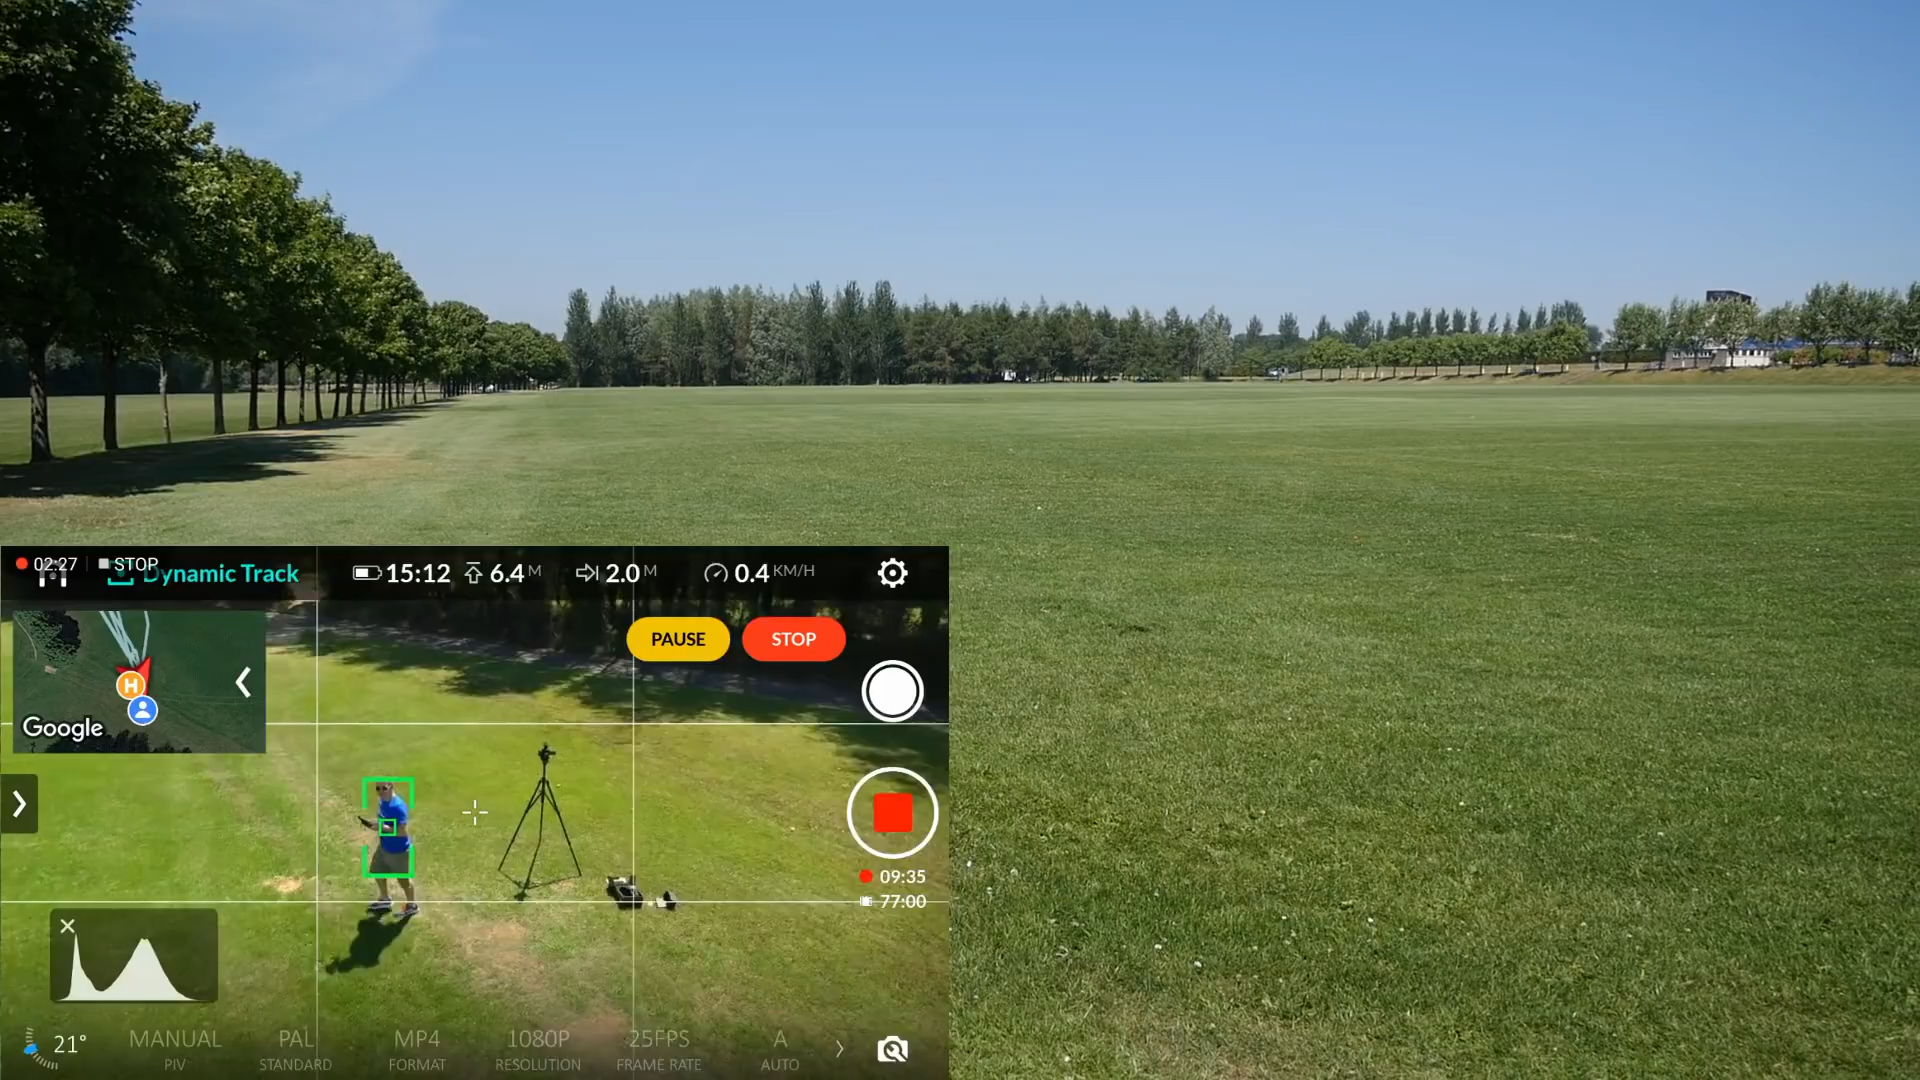 02:27 STOP
Dynamic Track
15:12
6.4 M
2.0 M
0.4 KM/H
PAUSE
STOP
H
Google
09:35
77:00
21°
MANUAL
PIV
PAL
STANDARD
MP4
FORMAT
1080P
RESOLUTION
25FPS
FRAME RATE
A
AUTO